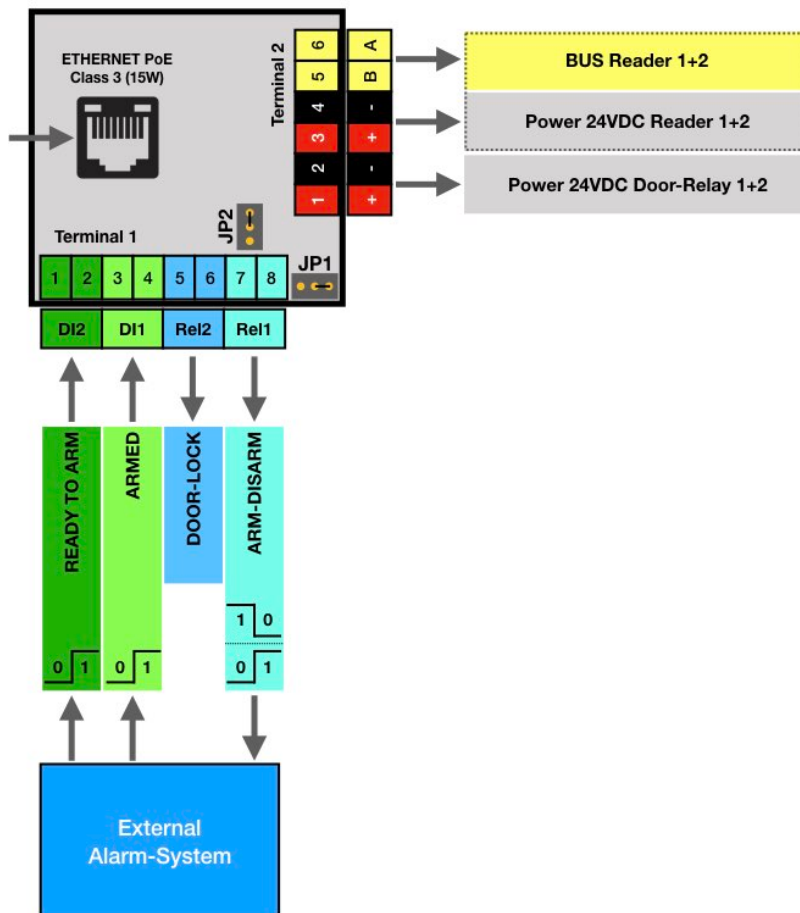 ETHERNET PoE
Class 3 (15W)
Terminal 2
6 A
5 B
4 -
3 +
2 -
1 +
BUS Reader 1+2
Power 24VDC Reader 1+2
Power 24VDC Door-Relay 1+2
JP2
Terminal 1
JP1
1 2 3 4 5 6 7 8
DI2 DI1 Rel2 Rel1
READY TO ARM
ARMED
DOOR-LOCK
ARM-DISARM
1 0
0 1 0 1 0 1
External
Alarm-System